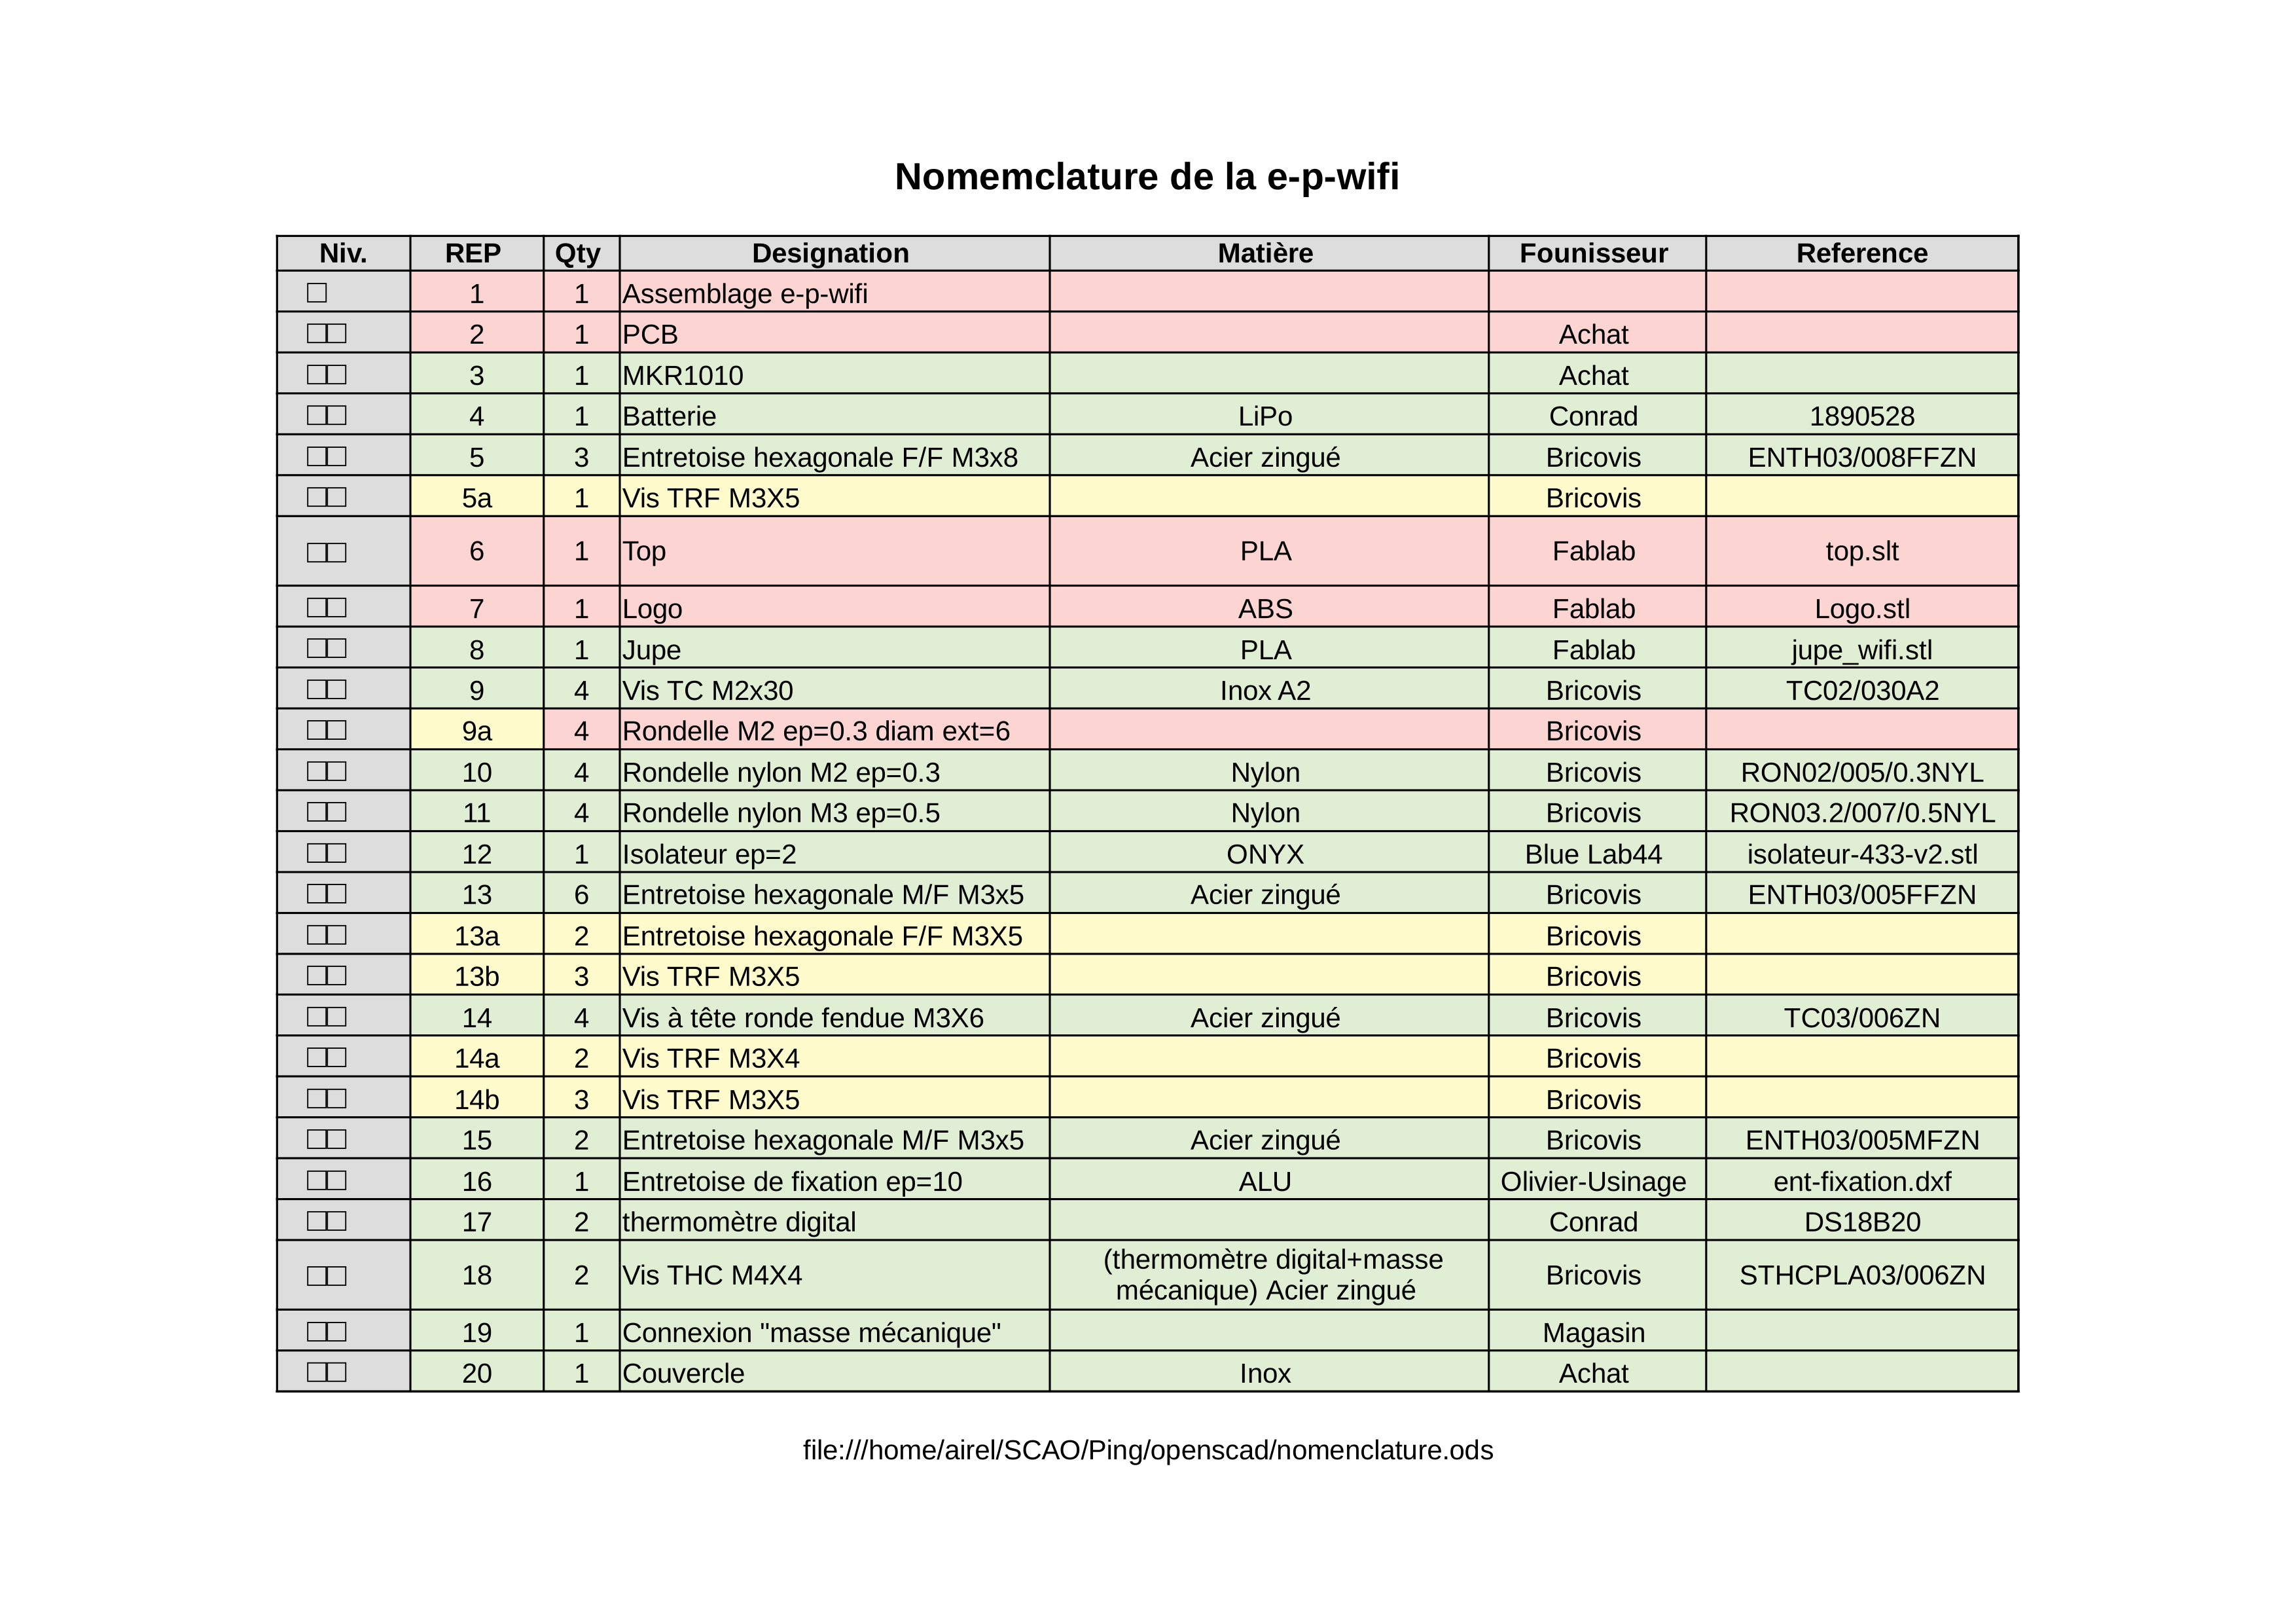 Nomemclature de la e-p-wifi
Niv. REP Qty Designation Matière Founisseur Reference
□ 1 1 Assemblage e-p-wifi
□□ 2 1 PCB Achat
□□ 3 1 MKR1010 Achat
□□ 4 1 Batterie LiPo Conrad 1890528
□□ 5 3 Entretoise hexagonale F/F M3x8 Acier zingué Bricovis ENTH03/008FFZN
□□ 5a 1 Vis TRF M3X5 Bricovis
□□ 6 1 Top PLA Fablab top.slt
□□ 7 1 Logo ABS Fablab Logo.stl
□□ 8 1 Jupe PLA Fablab jupe_wifi.stl
□□ 9 4 Vis TC M2x30 Inox A2 Bricovis TC02/030A2
□□ 9a 4 Rondelle M2 ep=0.3 diam ext=6 Bricovis
□□ 10 4 Rondelle nylon M2 ep=0.3 Nylon Bricovis RON02/005/0.3NYL
□□ 11 4 Rondelle nylon M3 ep=0.5 Nylon Bricovis RON03.2/007/0.5NYL
□□ 12 1 Isolateur ep=2 ONYX Blue Lab44 isolateur-433-v2.stl
□□ 13 6 Entretoise hexagonale M/F M3x5 Acier zingué Bricovis ENTH03/005FFZN
□□ 13a 2 Entretoise hexagonale F/F M3X5 Bricovis
□□ 13b 3 Vis TRF M3X5 Bricovis
□□ 14 4 Vis à tête ronde fendue M3X6 Acier zingué Bricovis TC03/006ZN
□□ 14a 2 Vis TRF M3X4 Bricovis
□□ 14b 3 Vis TRF M3X5 Bricovis
□□ 15 2 Entretoise hexagonale M/F M3x5 Acier zingué Bricovis ENTH03/005MFZN
□□ 16 1 Entretoise de fixation ep=10 ALU Olivier-Usinage ent-fixation.dxf
□□ 17 2 thermomètre digital Conrad DS18B20
□□ 18 2 Vis THC M4X4 (thermomètre digital+masse
mécanique) Acier zingué Bricovis STHCPLA03/006ZN
□□ 19 1 Connexion "masse mécanique" Magasin
□□ 20 1 Couvercle Inox Achat
file:///home/airel/SCAO/Ping/openscad/nomenclature.ods